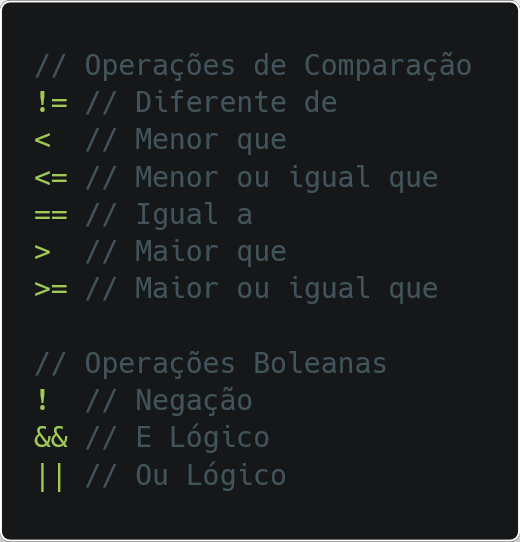 // Operações de Comparação
!= // Diferente de
<  // Menor que
<= // Menor ou igual que
== // Igual a
>  // Maior que
>= // Maior ou igual que
// Operações Boleanas
!  // Negação
&& // E Lógico
|| // Ou Lógico